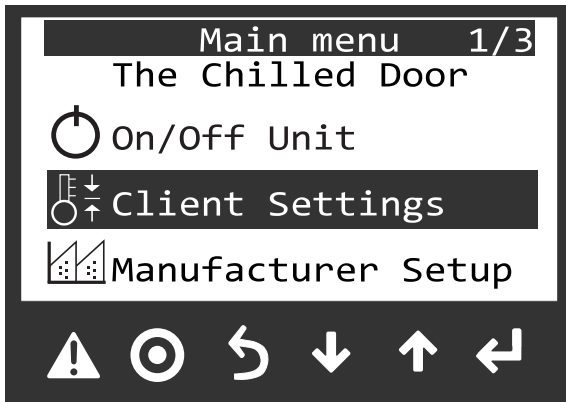 Main menu 1/3
The Chilled Door
On/Off Unit
Client Settings
Manufacturer Setup